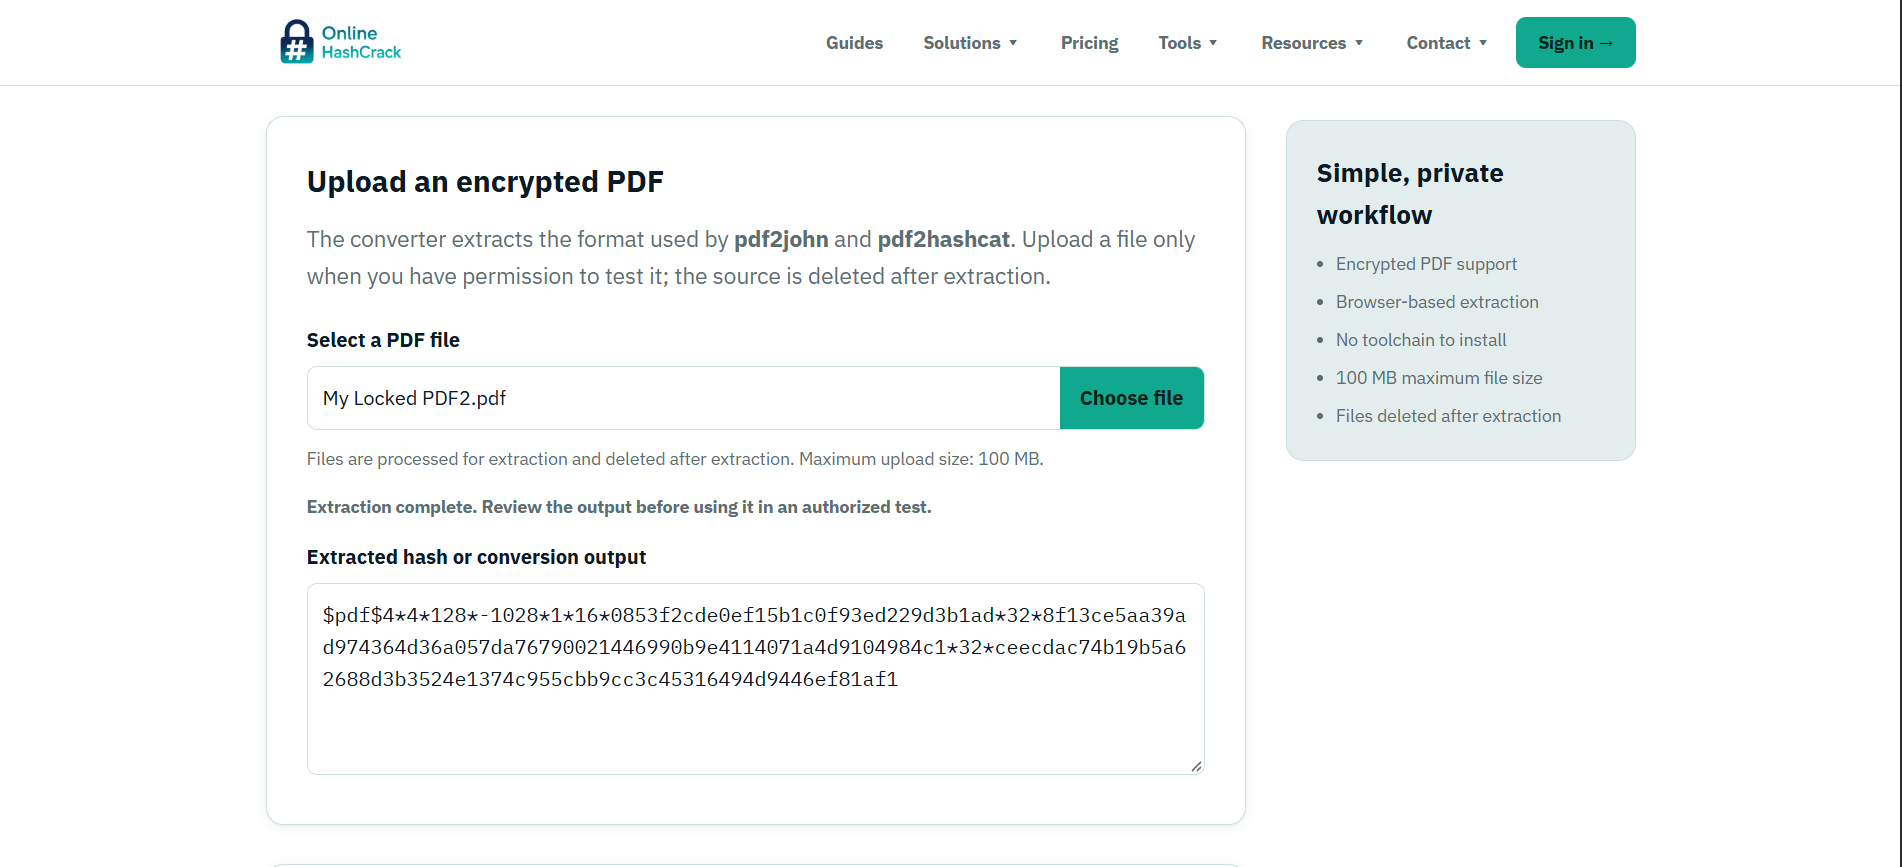 Online
HashCrack
Guides
Solutions
Pricing
Tools
Resources
Contact
Sign in →
Upload an encrypted PDF
The converter extracts the format used by pdf2john and pdf2hashcat. Upload a file only
when you have permission to test it; the source is deleted after extraction.
Select a PDF file
My Locked PDF2.pdf
Choose file
Files are processed for extraction and deleted after extraction. Maximum upload size: 100 MB.
Extraction complete. Review the output before using it in an authorized test.
Extracted hash or conversion output
$pdf$4*4*128*-1028*1*16*0853f2cde0ef15b1c0f93ed229d3b1ad*32*8f13ce5aa39a
d974364d36a057da76790021446990b9e4114071a4d9104984c1*32*ceecdac74b19b5a6
2688d3b3524e1374c955cbb9cc3c45316494d9446ef81af1
Simple, private
workflow
• Encrypted PDF support
• Browser-based extraction
• No toolchain to install
• 100 MB maximum file size
• Files deleted after extraction